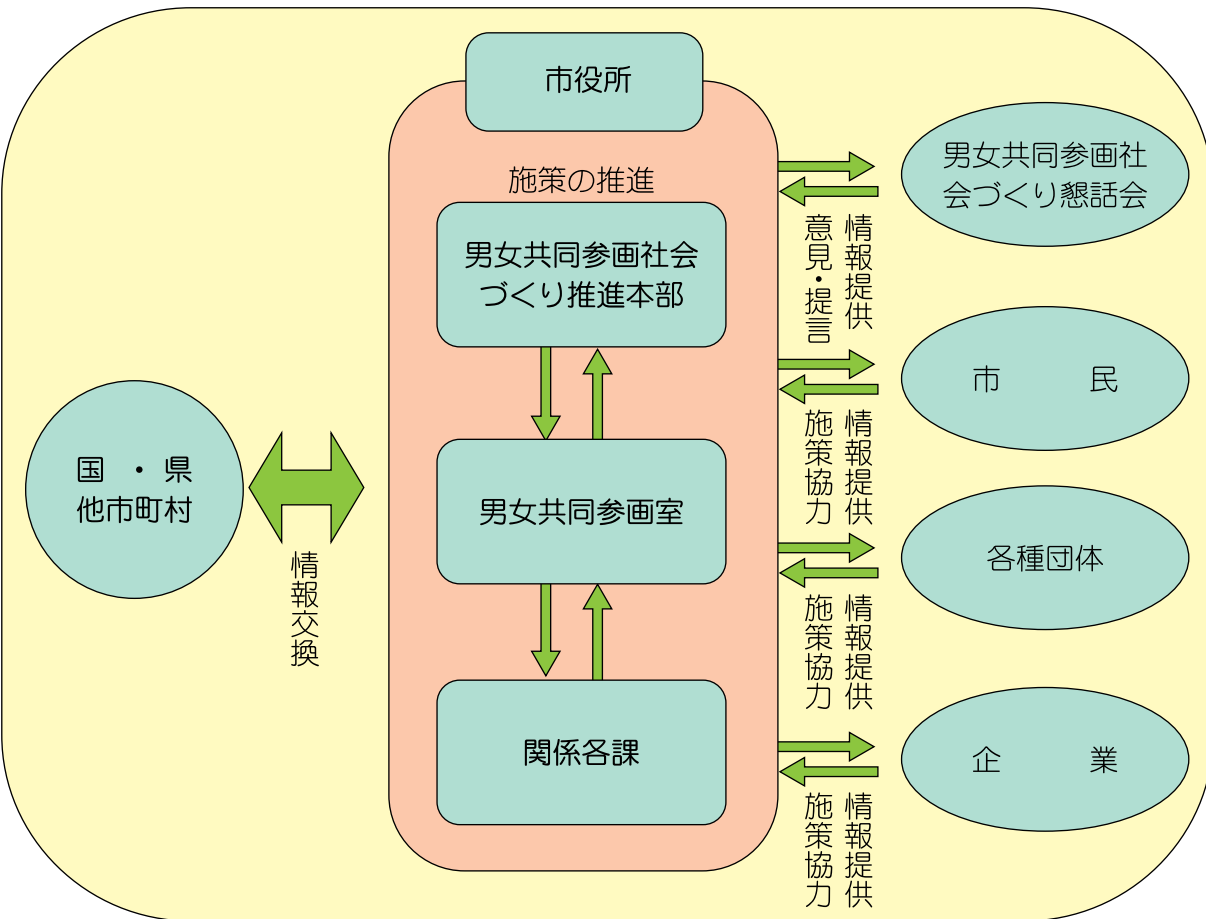 市役所
施策の推進
男女共同参画社会
づくり推進本部
男女共同参画室
関係各課
国・県
他市町村
情報交換
男女共同参画社
会づくり懇話会
情報提供
意見・提言
市　民
情報提供
施策協力
各種団体
情報提供
施策協力
企　業
情報提供
施策協力